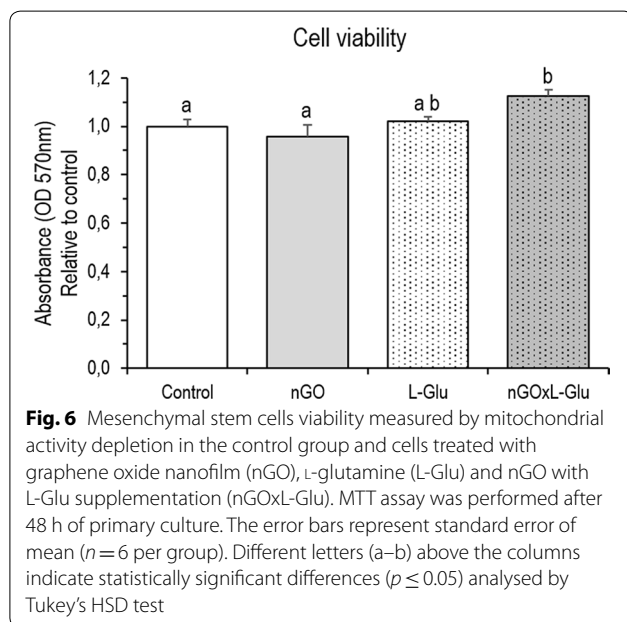 Cell viability
Absorbance (OD 570nm)
Relative to control
1,2
1,0
0,8
0,6
0,4
0,2
0,0
a
a
a b
b
Control nGO L-Glu nGOxL-Glu
Fig. 6 Mesenchymal stem cells viability measured by mitochondrial
activity depletion in the control group and cells treated with
graphene oxide nanofilm (nGO), ʟ-glutamine (L-Glu) and nGO with
L-Glu supplementation (nGOxL-Glu). MTT assay was performed after
48 h of primary culture. The error bars represent standard error of
mean (n = 6 per group). Different letters (a–b) above the columns
indicate statistically significant differences (p ≤ 0.05) analysed by
Tukey's HSD test